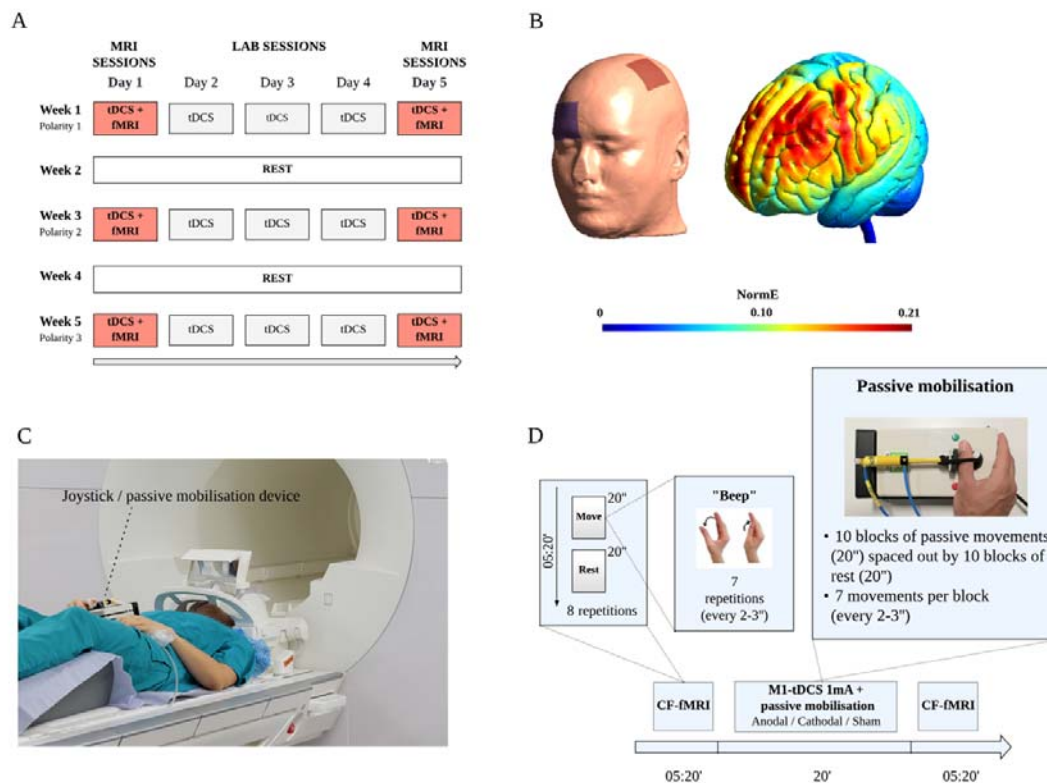 A
MRI
SESSIONS
LAB SESSIONS
MRI
SESSIONS
Day 1
Day 2
Day 3
Day 4
Day 5
Week 1
Polarity 1
tDCS +
fMRI
tDCS
tDCS
tDCS
tDCS +
fMRI
Week 2
REST
Week 3
Polarity 2
tDCS +
fMRI
tDCS
tDCS
tDCS
tDCS +
fMRI
Week 4
REST
Week 5
Polarity 3
tDCS +
fMRI
tDCS
tDCS
tDCS
tDCS +
fMRI
B
NormE
0
0.10
0.21
C
Joystick / passive mobilisation device
D
05:20'
Move
20"
Rest
20"
8 repetitions
"Beep"
7
repetitions
(every 2-3")
Passive mobilisation
• 10 blocks of passive movements
(20") spaced out by 10 blocks of
rest (20")
• 7 movements per block
(every 2-3")
CF-fMRI
M1-tDCS 1mA +
passive mobilisation
Anodal / Cathodal / Sham
CF-fMRI
05:20'
20'
05:20'